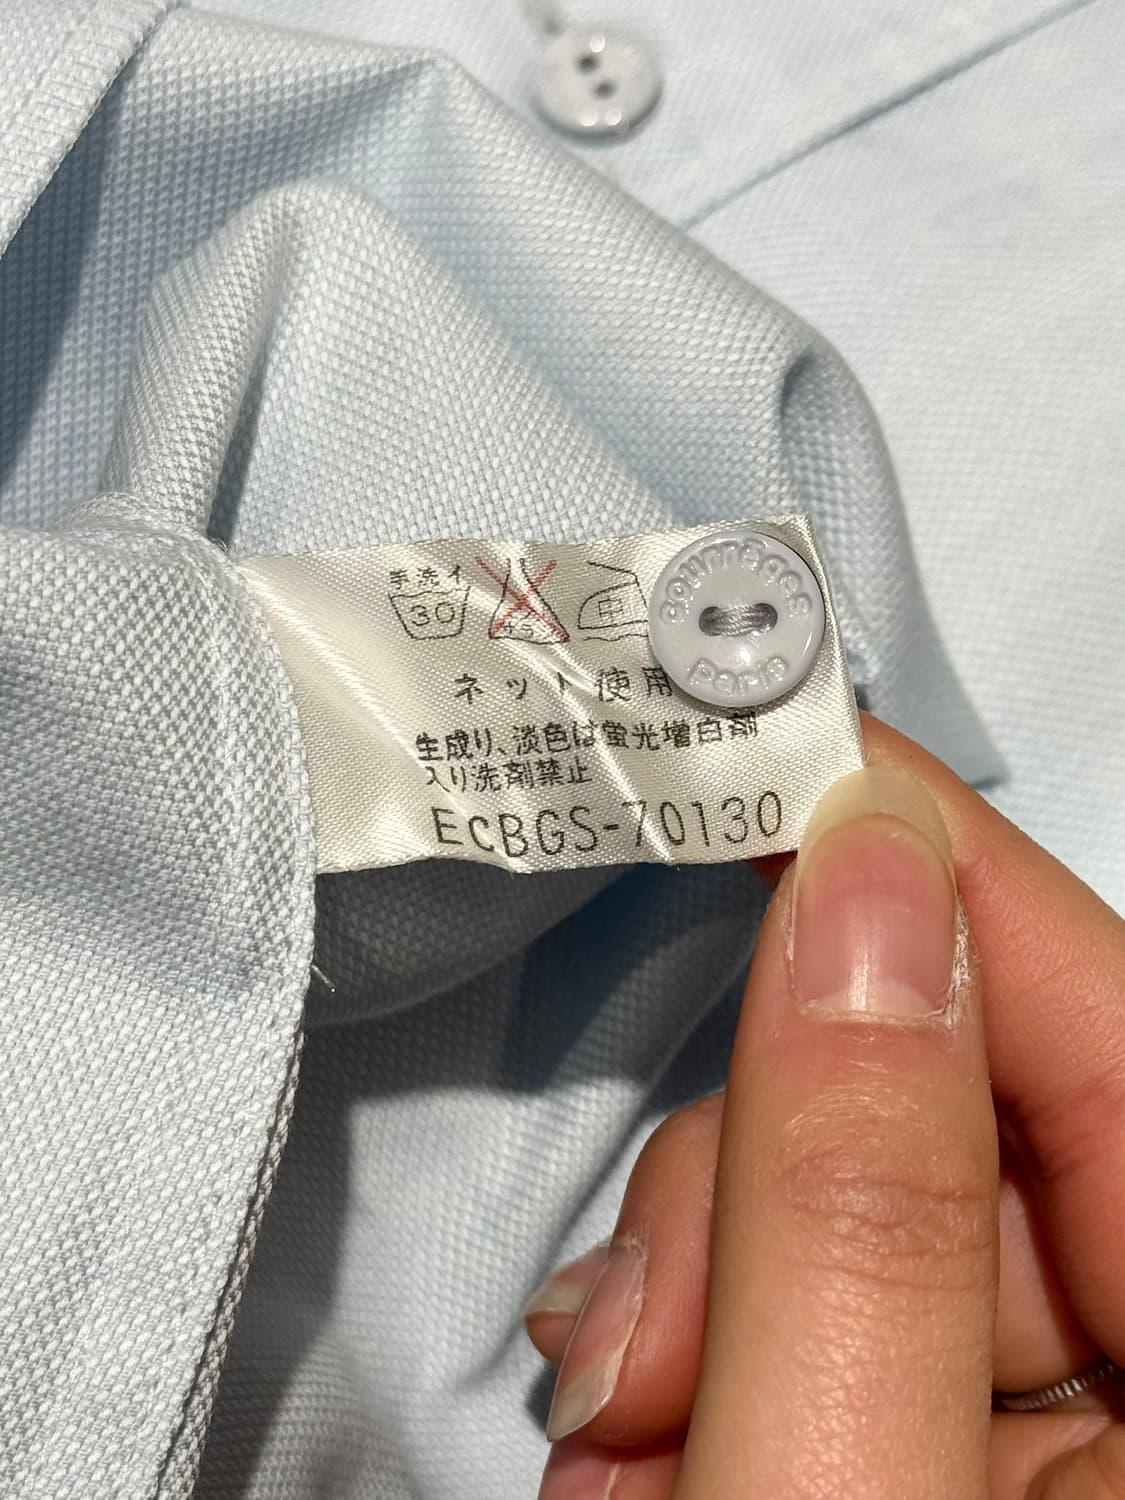 手洗イ
30
courrèges
paris
ネット使用
生成り、淡色は蛍光増白剤
入り洗剤禁止
ECBGS-70130